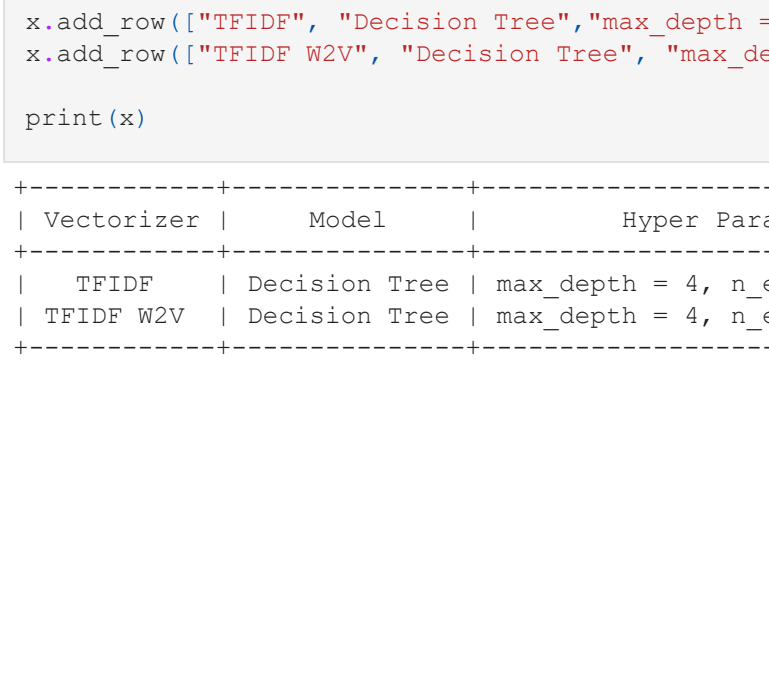 x.add_row(["TFIDF", "Decision Tree","max_depth =
x.add_row(["TFIDF W2V", "Decision Tree", "max_de
print(x)
+------------+---------------+-------------------
| Vectorizer |     Model     |         Hyper Para
+------------+---------------+-------------------
|   TFIDF    | Decision Tree | max_depth = 4, n_e
| TFIDF W2V  | Decision Tree | max_depth = 4, n_e
+------------+---------------+-------------------